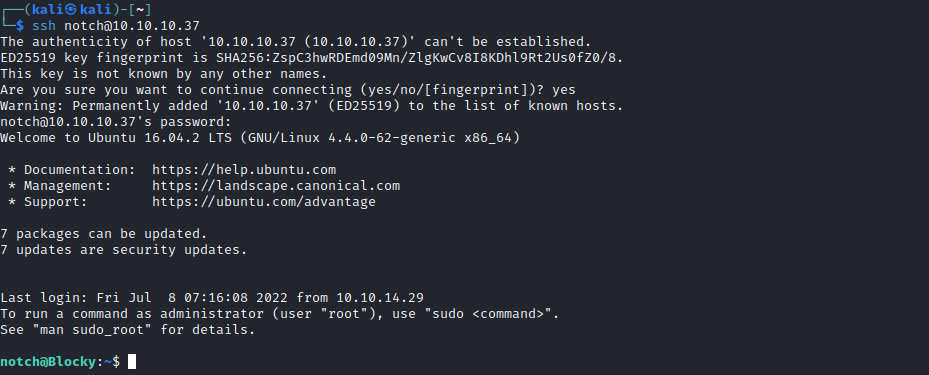 ┌──(kali㉿kali)-[~]
└─$ ssh notch@10.10.10.37
The authenticity of host '10.10.10.37 (10.10.10.37)' can't be established.
ED25519 key fingerprint is SHA256:ZspC3hwRDEmd09Mn/ZlgKwCv8I8KDhl9Rt2Us0fZ0/8.
This key is not known by any other names.
Are you sure you want to continue connecting (yes/no/[fingerprint])? yes
Warning: Permanently added '10.10.10.37' (ED25519) to the list of known hosts.
notch@10.10.10.37's password:
Welcome to Ubuntu 16.04.2 LTS (GNU/Linux 4.4.0-62-generic x86_64)
* Documentation:  https://help.ubuntu.com
* Management:     https://landscape.canonical.com
* Support:        https://ubuntu.com/advantage
7 packages can be updated.
7 updates are security updates.
Last login: Fri Jul  8 07:16:08 2022 from 10.10.14.29
To run a command as administrator (user "root"), use "sudo <command>".
See "man sudo_root" for details.
notch@Blocky:~$